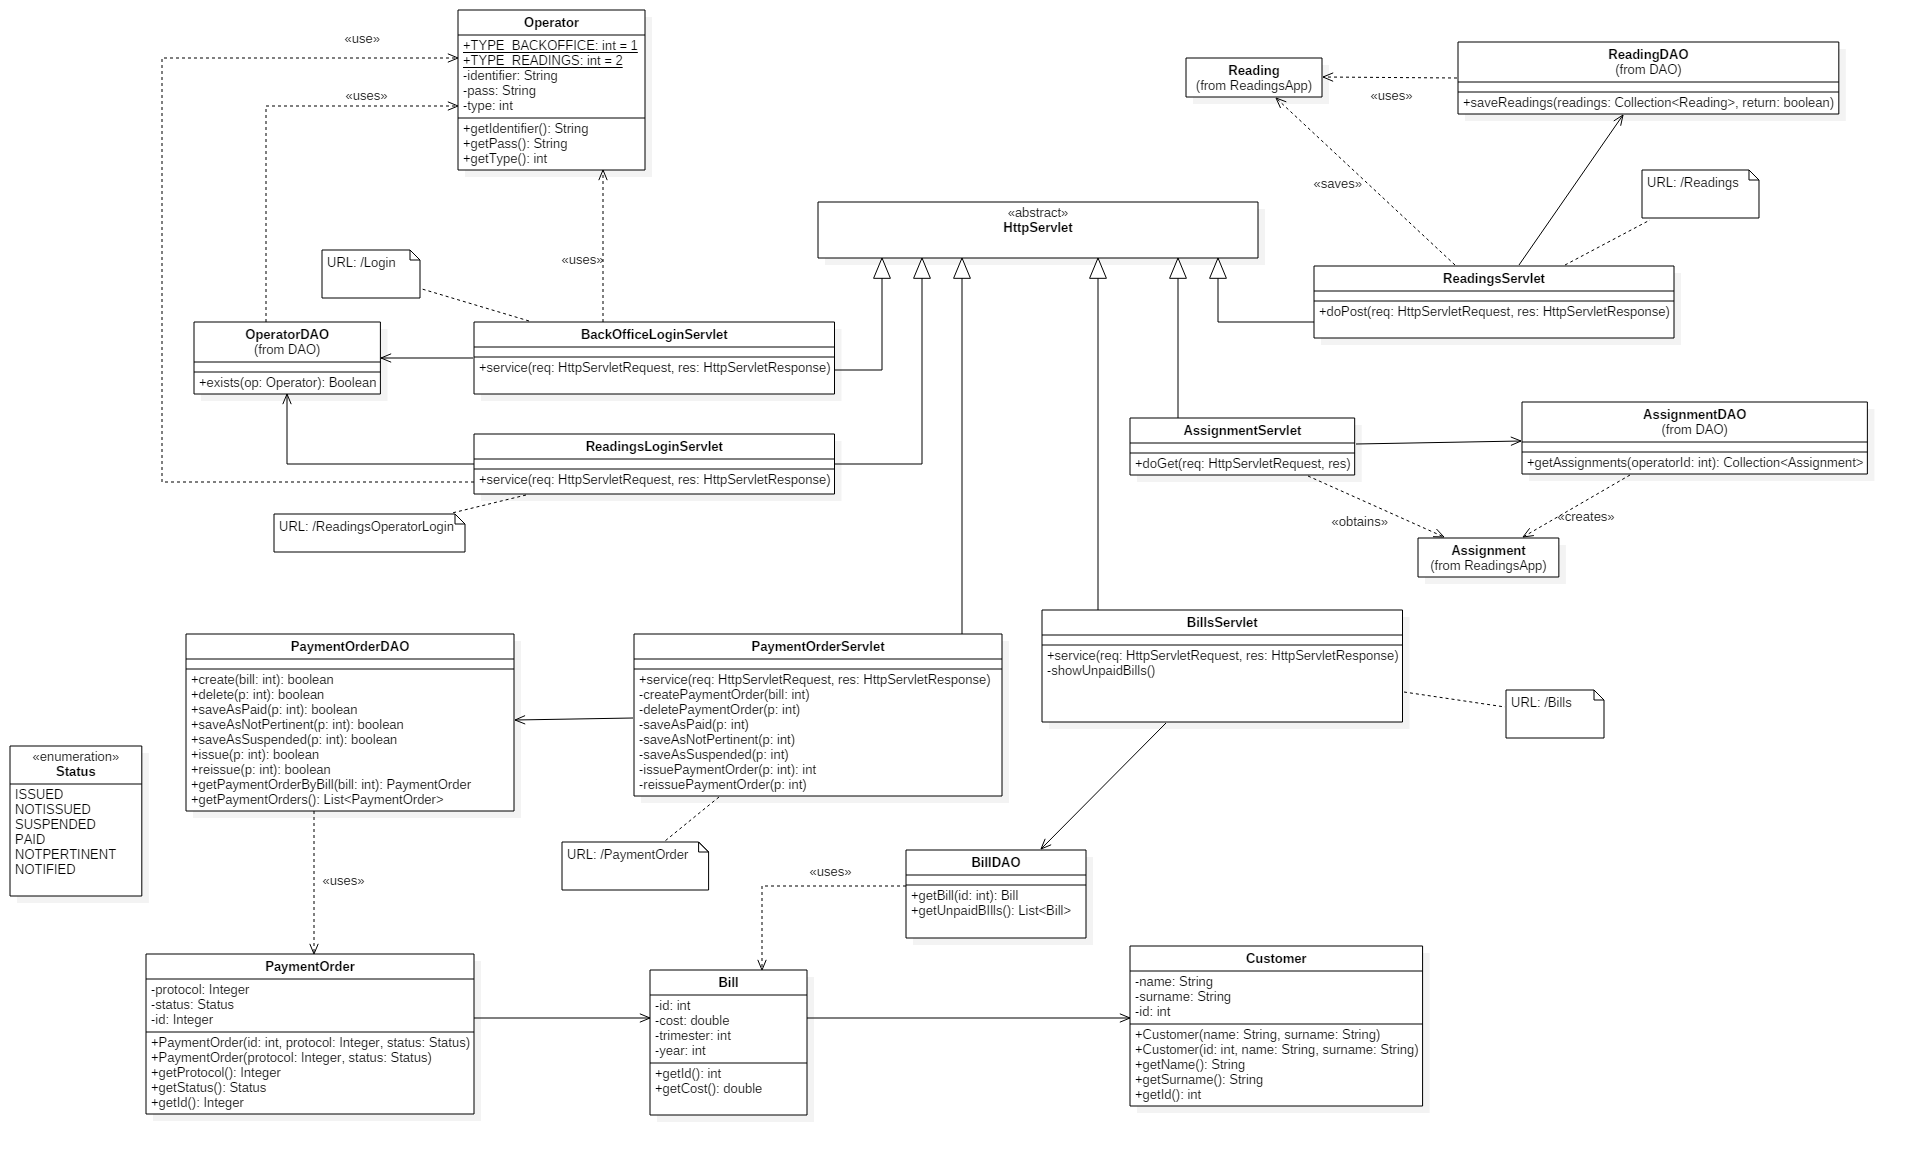 Operator
+TYPE_BACKOFFICE: int = 1
+TYPE_READINGS: int = 2
-identifier: String
-pass: String
-type: int
+getIdentifier(): String
+getPass(): String
+getType(): int
«use»
«uses»
«uses»
Reading
(from ReadingsApp)
«uses»
ReadingDAO
(from DAO)
+saveReadings(readings: Collection<Reading>, return: boolean)
«saves»
URL: /Readings
«abstract»
HttpServlet
URL: /Login
ReadingsServlet
+doPost(req: HttpServletRequest, res: HttpServletResponse)
OperatorDAO
(from DAO)
+exists(op: Operator): Boolean
BackOfficeLoginServlet
+service(req: HttpServletRequest, res: HttpServletResponse)
ReadingsLoginServlet
+service(req: HttpServletRequest, res: HttpServletResponse)
URL: /ReadingsOperatorLogin
AssignmentServlet
+doGet(req: HttpServletRequest, res)
AssignmentDAO
(from DAO)
+getAssignments(operatorId: int): Collection<Assignment>
«obtains»
«creates»
Assignment
(from ReadingsApp)
PaymentOrderDAO
+create(bill: int): boolean
+delete(p: int): boolean
+saveAsPaid(p: int): boolean
+saveAsNotPertinent(p: int): boolean
+saveAsSuspended(p: int): boolean
+issue(p: int): boolean
+reissue(p: int): boolean
+getPaymentOrderByBill(bill: int): PaymentOrder
+getPaymentOrders(): List<PaymentOrder>
PaymentOrderServlet
+service(req: HttpServletRequest, res: HttpServletResponse)
-createPaymentOrder(bill: int)
-deletePaymentOrder(p: int)
-saveAsPaid(p: int)
-saveAsNotPertinent(p: int)
-saveAsSuspended(p: int)
-issuePaymentOrder(p: int): int
-reissuePaymentOrder(p: int)
BillsServlet
+service(req: HttpServletRequest, res: HttpServletResponse)
-showUnpaidBills()
URL: /Bills
«enumeration»
Status
ISSUED
NOTISSUED
SUSPENDED
PAID
NOTPERTINENT
NOTIFIED
«uses»
URL: /PaymentOrder
«uses»
BillDAO
+getBill(id: int): Bill
+getUnpaidBIlls(): List<Bill>
PaymentOrder
-protocol: Integer
-status: Status
-id: Integer
+PaymentOrder(id: int, protocol: Integer, status: Status)
+PaymentOrder(protocol: Integer, status: Status)
+getProtocol(): Integer
+getStatus(): Status
+getId(): Integer
Bill
-id: int
-cost: double
-trimester: int
-year: int
+getId(): int
+getCost(): double
Customer
-name: String
-surname: String
-id: int
+Customer(name: String, surname: String)
+Customer(id: int, name: String, surname: String)
+getName(): String
+getSurname(): String
+getId(): int